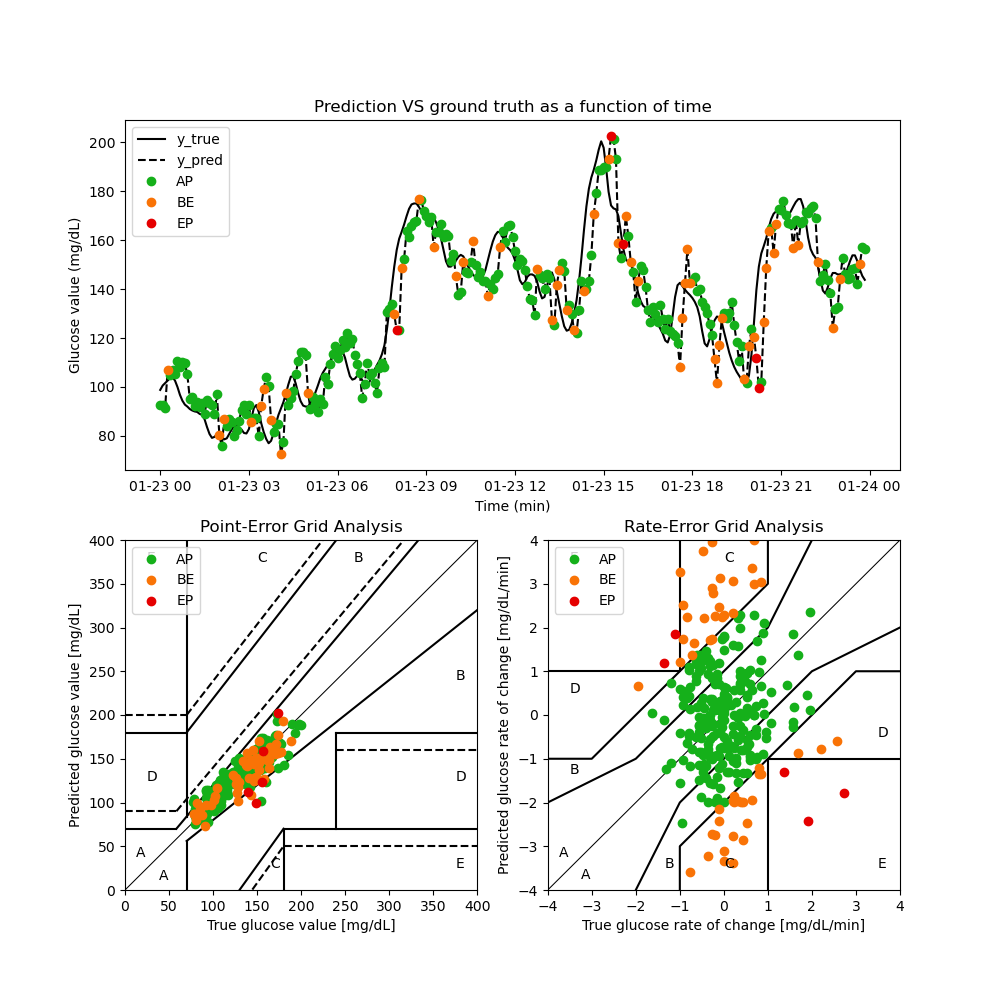 Prediction VS ground truth as a function of time
Glucose value (mg/dL)
200
180
160
140
120
100
80
y_true
y_pred
AP
BE
EP
01-23 00 01-23 03 01-23 06 01-23 09 01-23 12 01-23 15 01-23 18 01-23 21 01-24 00
Time (min)
Point-Error Grid Analysis
Predicted glucose value [mg/dL]
400
350
300
250
200
150
100
50
0
AP
BE
EP
C
B
B
D
D
A
A
C
E
0 50 100 150 200 250 300 350 400
True glucose value [mg/dL]
Rate-Error Grid Analysis
Predicted glucose rate of change [mg/dL/min]
4
3
2
1
0
−1
−2
−3
−4
AP
BE
EP
C
D
D
B
A
A
B
C
E
−4 −3 −2 −1 0 1 2 3 4
True glucose rate of change [mg/dL/min]